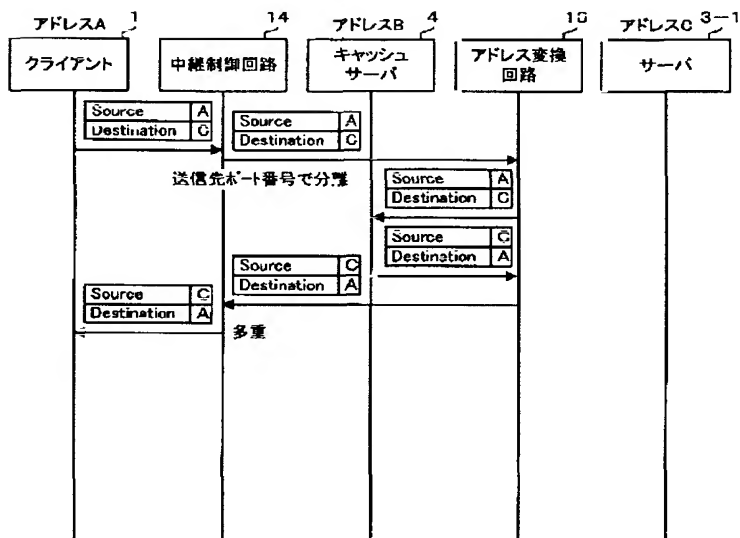 アドレスA 1
14
アドレスB 4
アドレスC 3-1
クライアント
中継制御回路
キャッシュ
サーバ
アドレス変換
回路
サーバ
Source A
Destination C
Source A
Destination C
送信先ポート番号で分離
Source A
Destination C
Source C
Destination A
Source C
Destination A
Source C
Destination A
多重